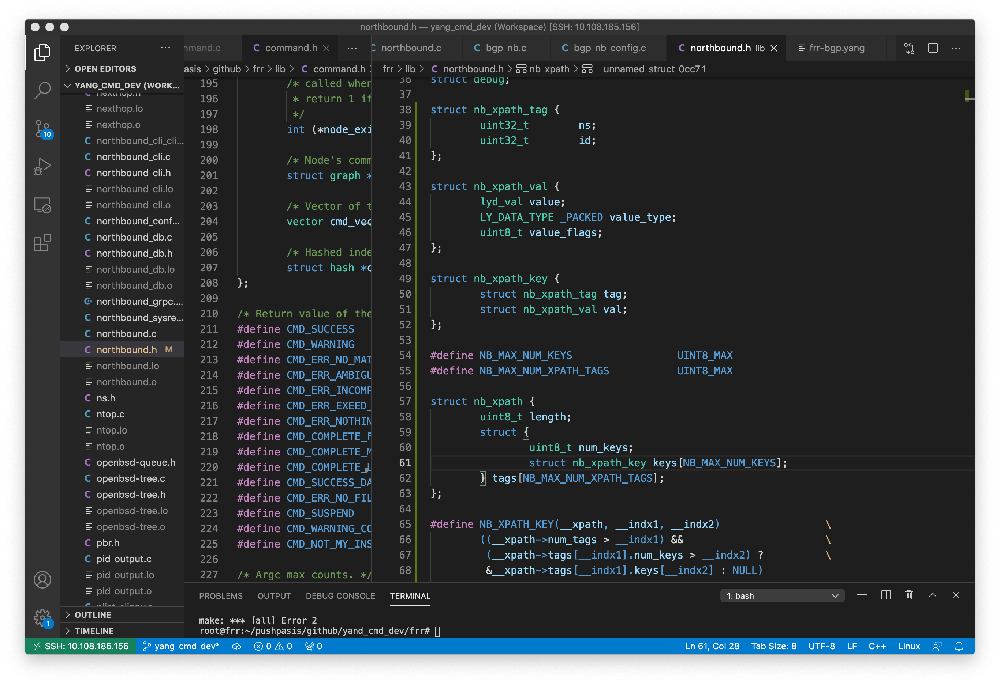 northbound.h — yang_cmd_dev (Workspace) [SSH: 10.108.185.156]
EXPLORER
OPEN EDITORS
YANG_CMD_DEV (WORK...
nexthop.h
nexthop.lo
nexthop.o
northbound_cli_cli...
northbound_cli.c
northbound_cli.h
northbound_cli.lo
northbound_cli.o
northbound_conf...
northbound_db.c
northbound_db.h
northbound_db.lo
northbound_db.o
northbound_grpc....
northbound_sysre...
northbound.c
northbound.h M
northbound.lo
northbound.o
ns.h
ntop.c
ntop.lo
ntop.o
openbsd-queue.h
openbsd-tree.c
openbsd-tree.h
openbsd-tree.lo
openbsd-tree.o
pbr.h
pid_output.c
pid_output.lo
pid_output.o
OUTLINE
TIMELINE
10
1
mmand.c
C command.h
asis > github > frr > lib > C command.h >
195 /* called when
196 * return 1 if
197 */
198 int (*node_exi
199
200 /* Node's comm
201 struct graph *
202
203 /* Vector of t
204 vector cmd_vec
205
206 /* Hashed inde
207 struct hash *c
208 };
209
210 /* Return value of the
211 #define CMD_SUCCESS
212 #define CMD_WARNING
213 #define CMD_ERR_NO_MAT
214 #define CMD_ERR_AMBIGU
215 #define CMD_ERR_INCOMP
216 #define CMD_ERR_EXEED_
217 #define CMD_ERR_NOTHIN
218 #define CMD_COMPLETE_F
219 #define CMD_COMPLETE_M
220 #define CMD_COMPLETE_L
221 #define CMD_SUCCESS_DA
222 #define CMD_ERR_NO_FIL
223 #define CMD_SUSPEND
224 #define CMD_WARNING_CO
225 #define CMD_NOT_MY_INS
226
227 /* Argc max counts. */
C northbound.c
C bgp_nb.c
C bgp_nb_config.c
C northbound.h lib
frr-bgp.yang
frr > lib > C northbound.h > nb_xpath > __unnamed_struct_0cc7_1
36 struct debug;
37
38 struct nb_xpath_tag {
39 uint32_t ns;
40 uint32_t id;
41 };
42
43 struct nb_xpath_val {
44 lyd_val value;
45 LY_DATA_TYPE _PACKED value_type;
46 uint8_t value_flags;
47 };
48
49 struct nb_xpath_key {
50 struct nb_xpath_tag tag;
51 struct nb_xpath_val val;
52 };
53
54 #define NB_MAX_NUM_KEYS UINT8_MAX
55 #define NB_MAX_NUM_XPATH_TAGS UINT8_MAX
56
57 struct nb_xpath {
58 uint8_t length;
59 struct {
60 uint8_t num_keys;
61 struct nb_xpath_key keys[NB_MAX_NUM_KEYS];
62 } tags[NB_MAX_NUM_XPATH_TAGS];
63 };
64
65 #define NB_XPATH_KEY(__xpath, __indx1, __indx2) \
66 ((__xpath->num_tags > __indx1) && \
67 (__xpath->tags[__indx1].num_keys > __indx2) ? \
68 &__xpath->tags[__indx1].keys[__indx2] : NULL)
PROBLEMS OUTPUT DEBUG CONSOLE TERMINAL
1: bash
make: *** [all] Error 2
root@frr:~/pushpasis/github/yand_cmd_dev/frr#
SSH: 10.108.185.156 yang_cmd_dev* 0 0 0 Ln 61, Col 28 Tab Size: 8 UTF-8 LF C++ Linux